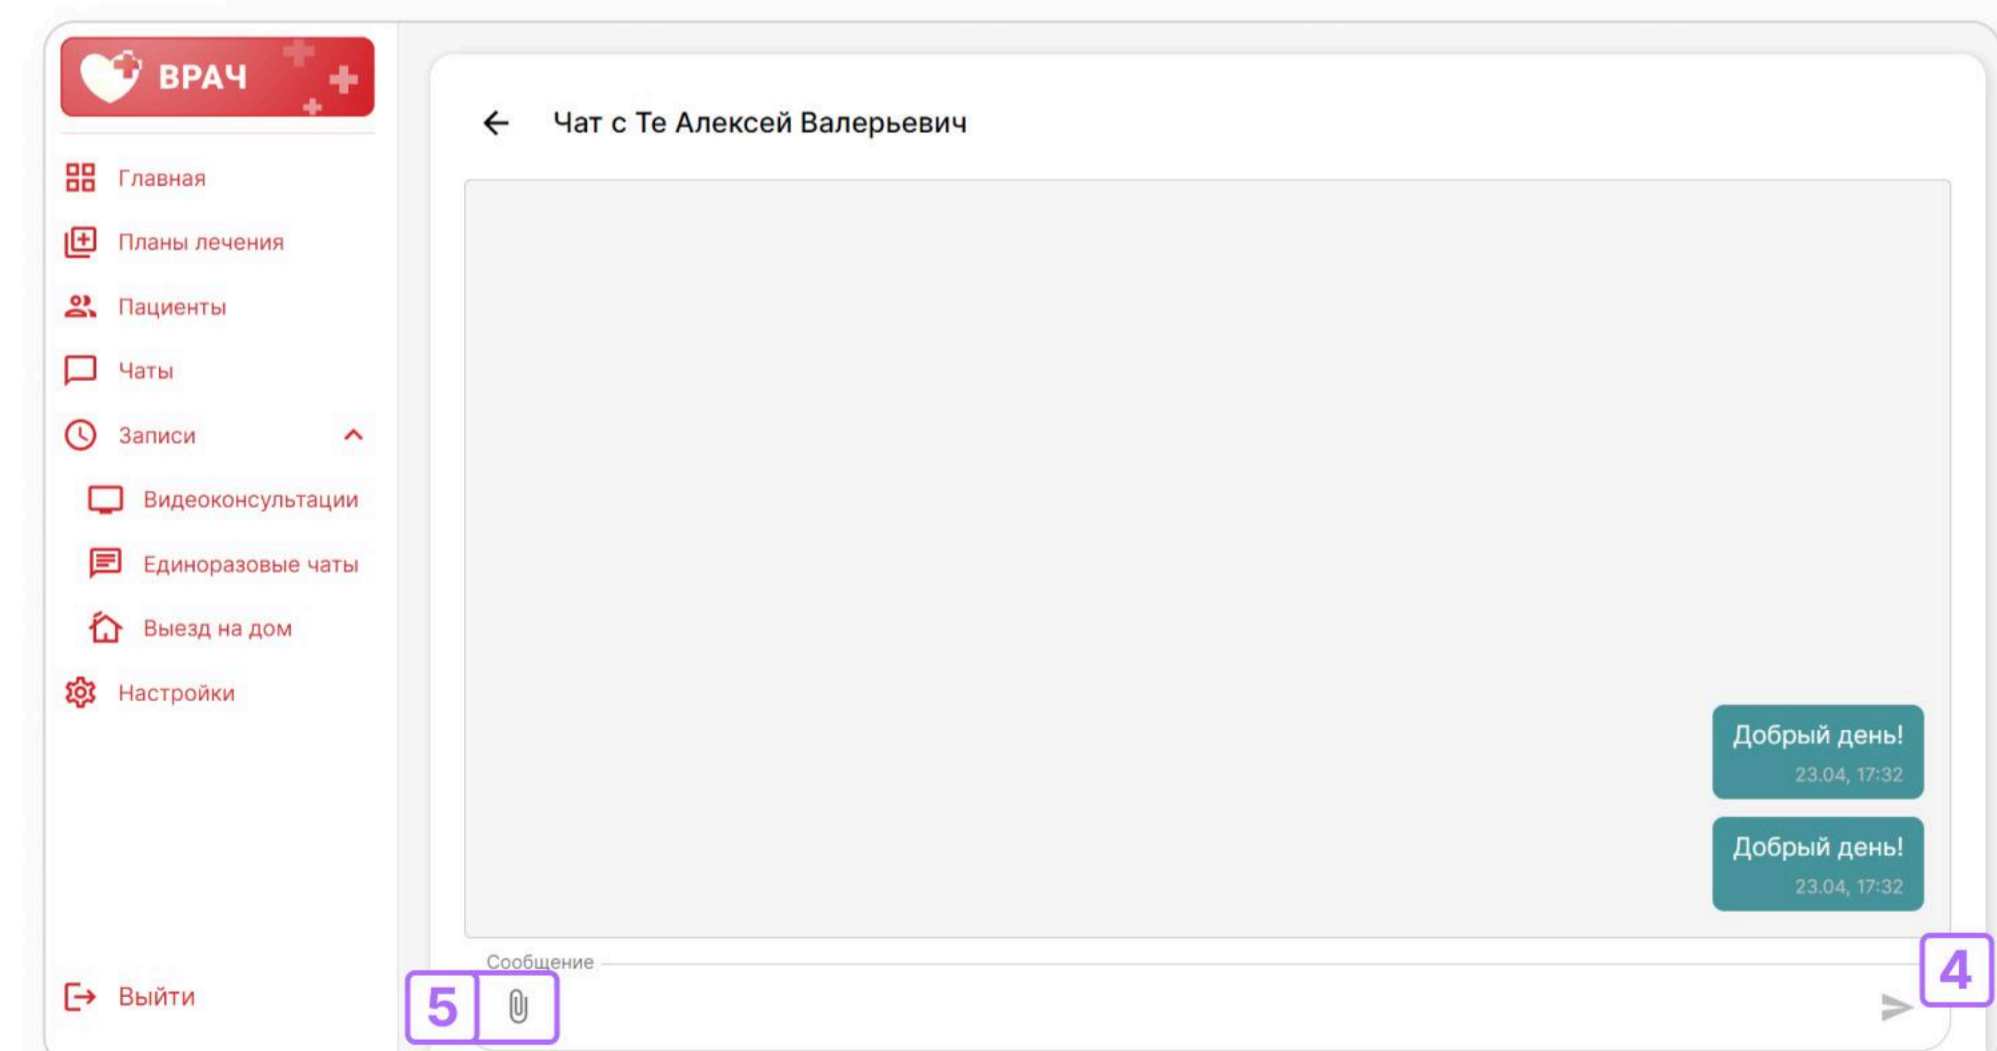 ВРАЧ
Главная
Планы лечения
Пациенты
Чаты
Записи
Видеоконсультации
Единоразовые чаты
Выезд на дом
Настройки
Выйти
Чат с Те Алексей Валерьевич
Добрый день!
23.04, 17:32
Добрый день!
23.04, 17:32
Сообщение
4
5